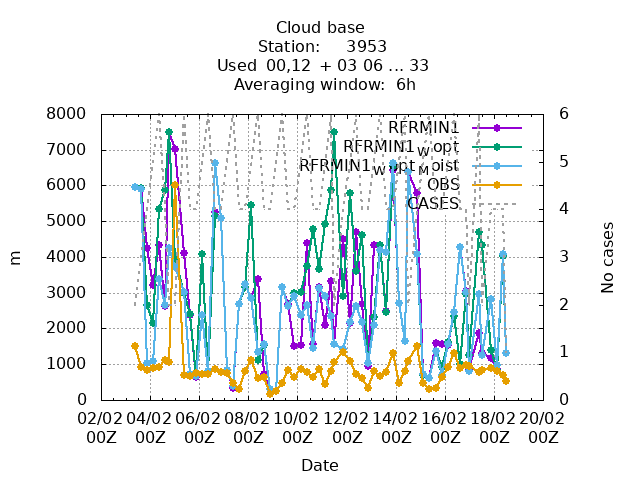 Cloud base
Station: 3953
Used 00,12 + 03 06 ... 33
Averaging window: 6h
8000
7000
6000
5000
4000
3000
2000
1000
0
6
5
4
3
2
1
0
RFRMIN1
RFRMIN1_W_opt
RFRMIN1_W_opt_M_pist
OBS
CASES
m
No cases
02/02 00Z
04/02 00Z
06/02 00Z
08/02 00Z
10/02 00Z
12/02 00Z
14/02 00Z
16/02 00Z
18/02 00Z
20/02 00Z
Date